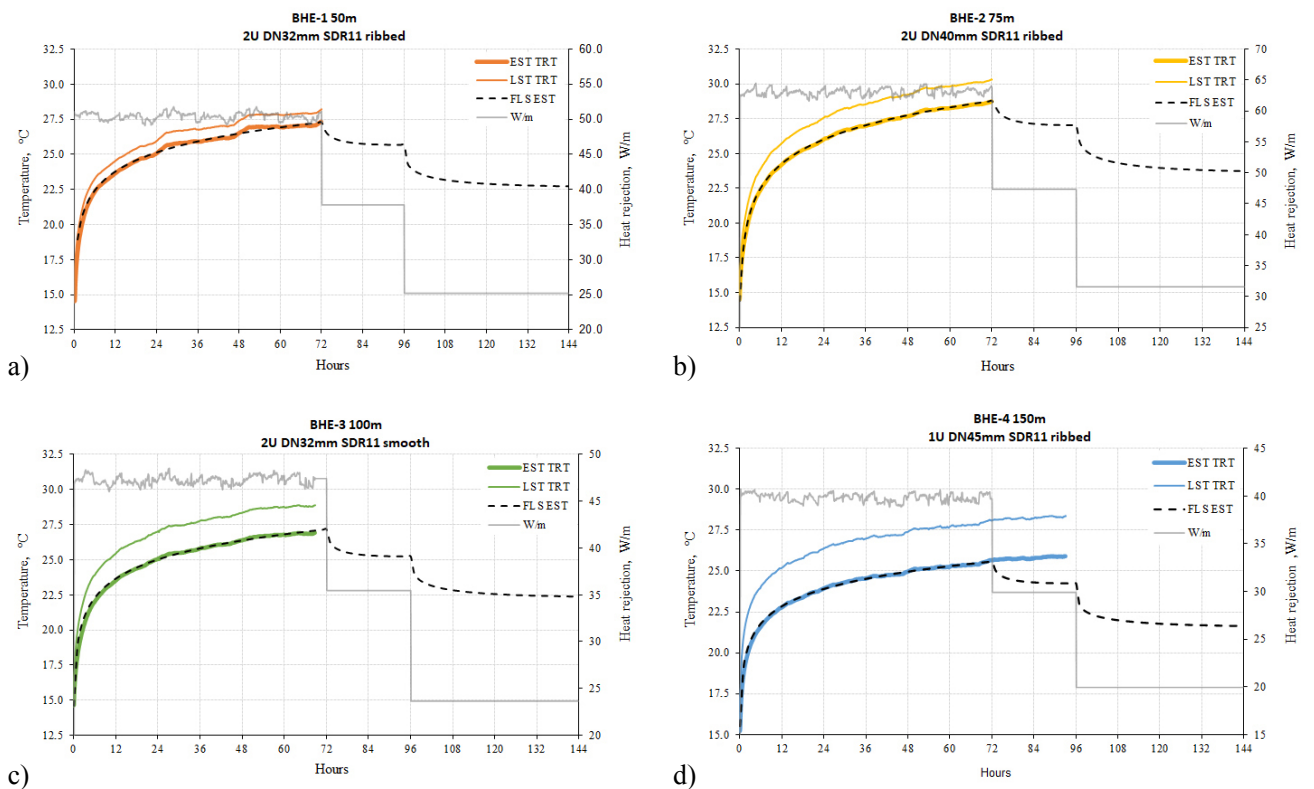 BHE-1 50m
2U DN32mm SDR11 ribbed
Temperature, °C
32.5
30.0
27.5
25.0
22.5
20.0
17.5
15.0
12.5
60.0
55.0
50.0
45.0
40.0
35.0
30.0
25.0
20.0
Heat rejection, W/m
EST TRT
LST TRT
FLS EST
W/m
0 12 24 36 48 60 72 84 96 108 120 132 144
Hours
a)
BHE-2 75m
2U DN40mm SDR11 ribbed
Temperature, °C
32.5
30.0
27.5
25.0
22.5
20.0
17.5
15.0
12.5
70
65
60
55
50
45
40
35
30
25
Heat rejection, W/m
EST TRT
LST TRT
FLS EST
W/m
0 12 24 36 48 60 72 84 96 108 120 132 144
Hours
b)
BHE-3 100m
2U DN32mm SDR11 smooth
Temperature, °C
32.5
30.0
27.5
25.0
22.5
20.0
17.5
15.0
12.5
50
45
40
35
30
25
20
Heat rejection, W/m
EST TRT
LST TRT
FLS EST
W/m
0 12 24 36 48 60 72 84 96 108 120 132 144
Hours
c)
BHE-4 150m
1U DN45mm SDR11 ribbed
Temperature, °C
32.5
30.0
27.5
25.0
22.5
20.0
17.5
15.0
45
40
35
30
25
20
15
Heat rejection ,W/m
EST TRT
LST TRT
FLS EST
W/m
0 12 24 36 48 60 72 84 96 108 120 132 144
Hours
d)